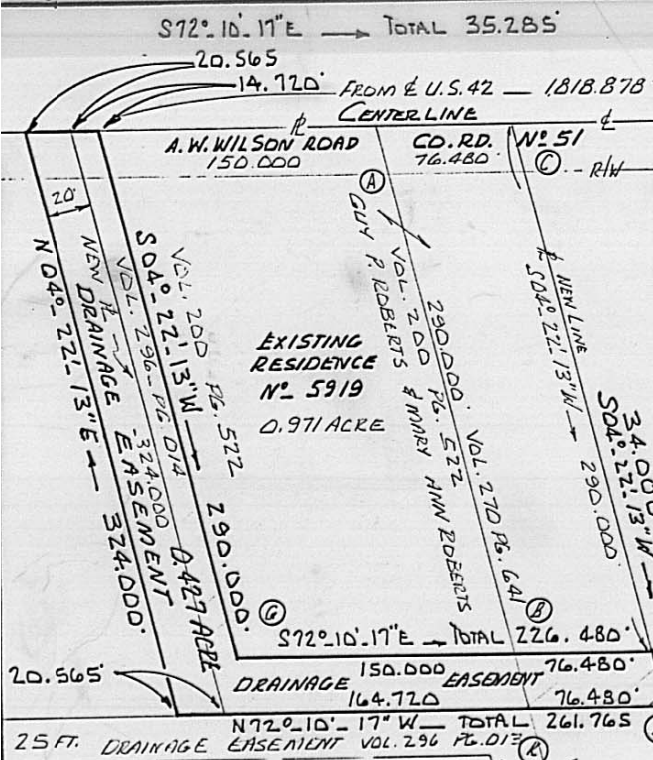 S72°-10'-17"E → TOTAL 35.285'
20.565
14.720' FROM ℄ U.S. 42 — 1818.878
℄ CENTERLINE ℄
A.W. WILSON ROAD CO. RD. Nº 51
150.000 76.480' Ⓒ R/W
Ⓐ
20'
N 04°-22'-13"E → 324.000'
NEW ℄ →
DRAINAGE EASEMENT
VOL. 296-PG. 014 -324.000
0.427 ACRE
S04°-22'-13"W → 290.000'
VOL. 200 PG. 522
EXISTING
RESIDENCE
Nº 5919
0.971 ACRE
GUY P. ROBERTS & MARY ANN ROBERTS
VOL. 200 PG. 522
290.000' VOL. 270 PG. 641
℄ NEW LINE
S04°-22'-13"W → 290.000'
34.00
S04°-22'-13"W →
Ⓖ Ⓑ
S72°-10'-17"E → TOTAL 226.480'
20.565' 150.000 76.480'
DRAINAGE EASEMENT
164.720 76.480'
N72°-10'-17"W — TOTAL 261.765
25 FT. DRAINAGE EASEMENT VOL. 296 PG. 013